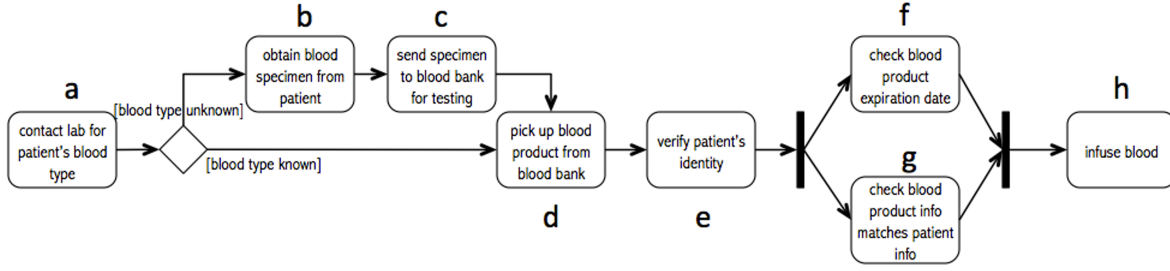 a
contact lab for
patient's blood
type
[blood type unknown]
[blood type known]
b
obtain blood
specimen from
patient
c
send specimen
to blood bank
for testing
pick up blood
product from
blood bank
d
verify patient's
identity
e
f
check blood
product
expiration date
g
check blood
product info
matches patient
info
h
infuse blood